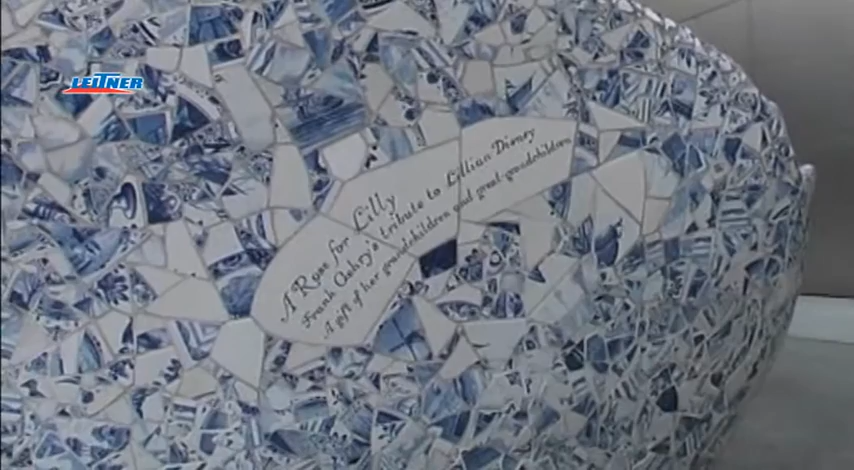 LEITNER
A Rose for Lilly
Frank Gehry's tribute to Lillian Disney
A gift of her grandchildren and great-grandchildren